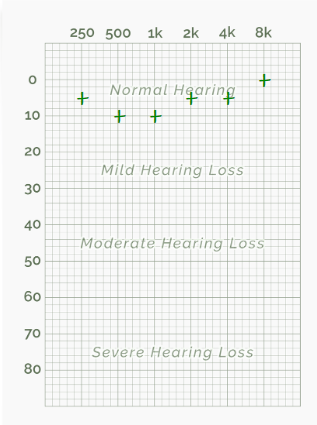 250 500 1k 2k 4k 8k
0
Normal Hearing
10
20
Mild Hearing Loss
30
40
Moderate Hearing Loss
50
60
70
Severe Hearing Loss
80